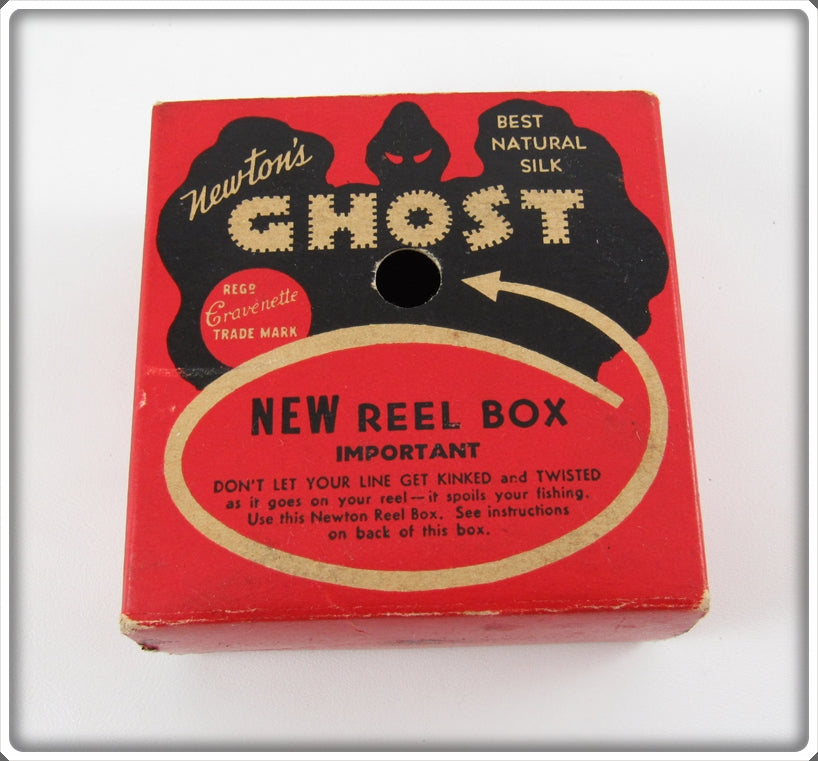 Newton's
GHOST
BEST
NATURAL
SILK
REGD
Cravenette
TRADE MARK
NEW REEL BOX
IMPORTANT
DON'T LET YOUR LINE GET KINKED and TWISTED
as it goes on your reel—it spoils your fishing.
Use this Newton Reel Box. See instructions
on back of this box.